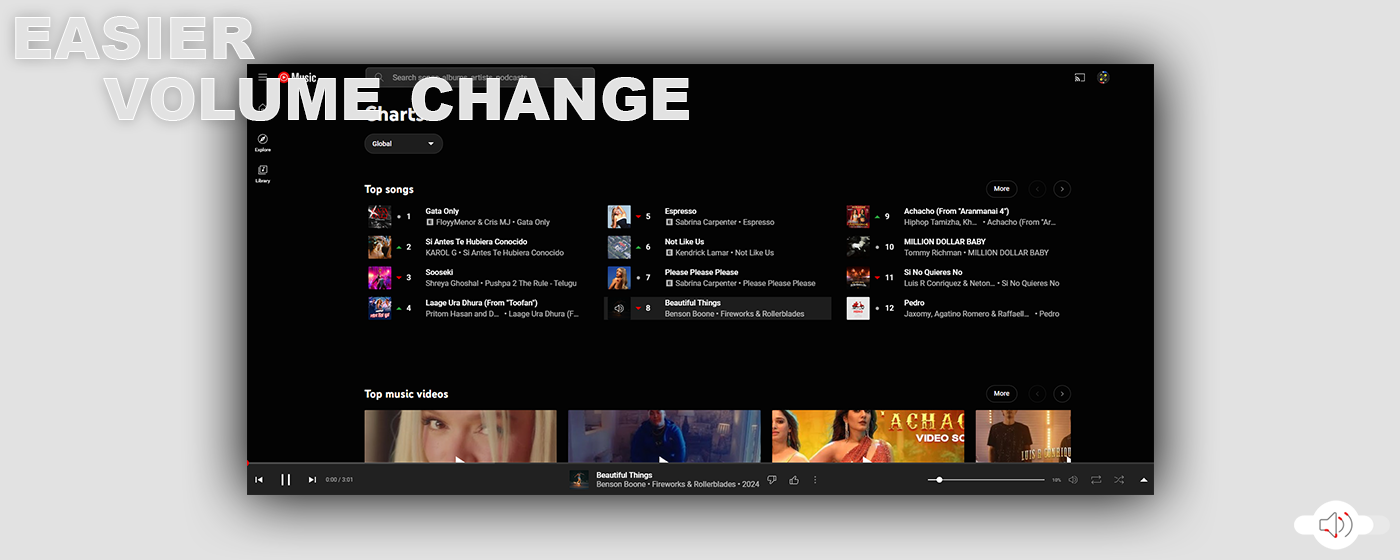 EASIER
VOLUME CHANGE
Music
Search songs, albums, artists, podcasts
Charts
Global
Explore
Library
Top songs
More
1
Gata Only
E FloyyMenor & Cris MJ • Gata Only
2
Si Antes Te Hubiera Conocido
KAROL G • Si Antes Te Hubiera Conocido
3
Sooseki
Shreya Ghoshal • Pushpa 2 The Rule - Telugu
4
Laage Ura Dhura (From "Toofan")
Pritom Hasan and D... • Laage Ura Dhura (F...
5
Espresso
E Sabrina Carpenter • Espresso
6
Not Like Us
E Kendrick Lamar • Not Like Us
7
Please Please Please
E Sabrina Carpenter • Please Please Please
8
Beautiful Things
Benson Boone • Fireworks & Rollerblades
9
Achacho (From "Aranmanai 4")
Hiphop Tamizha, Kh... • Achacho (From "Ar...
10
MILLION DOLLAR BABY
Tommy Richman • MILLION DOLLAR BABY
11
Si No Quieres No
Luis R Conriquez & Neton... • Si No Quieres No
12
Pedro
Jaxomy, Agatino Romero & Raffaell... • Pedro
Top music videos
More
ACHAC
VIDEO SO
LUIS R CONRIQU
0:00 / 3:01
Beautiful Things
Benson Boone • Fireworks & Rollerblades • 2024
10%